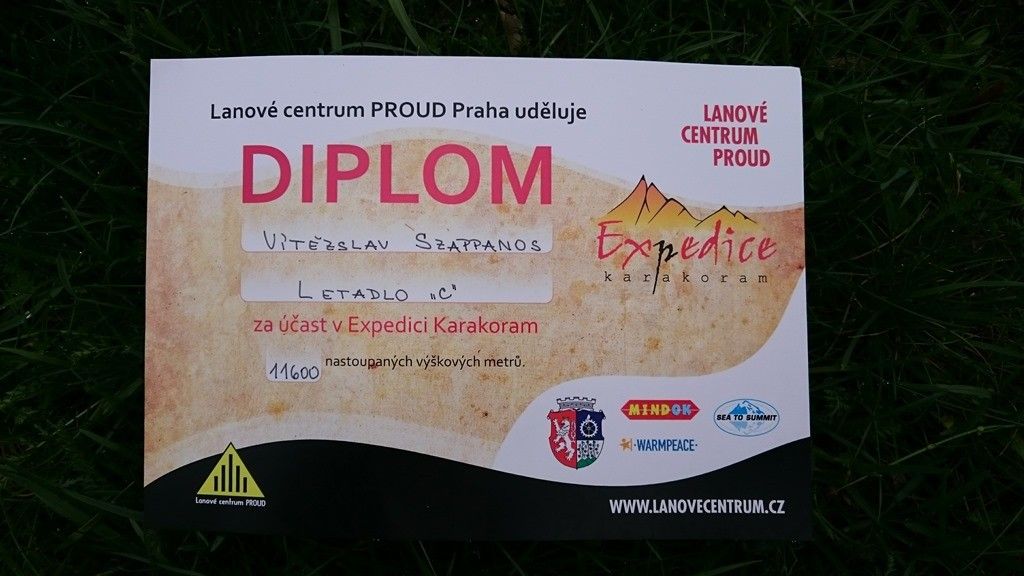 Lanové centrum PROUD Praha uděluje
LANOVÉ
CENTRUM
PROUD
DIPLOM
VÍTĚZSLAV SZAPPANOS
Expedice
karakoram
LETADLO „C"
za účast v Expedici Karakoram
11600 nastoupaných výškových metrů.
MINDOK
SEA TO SUMMIT
WARMPEACE
Lanové centrum PROUD
WWW.LANOVECENTRUM.CZ